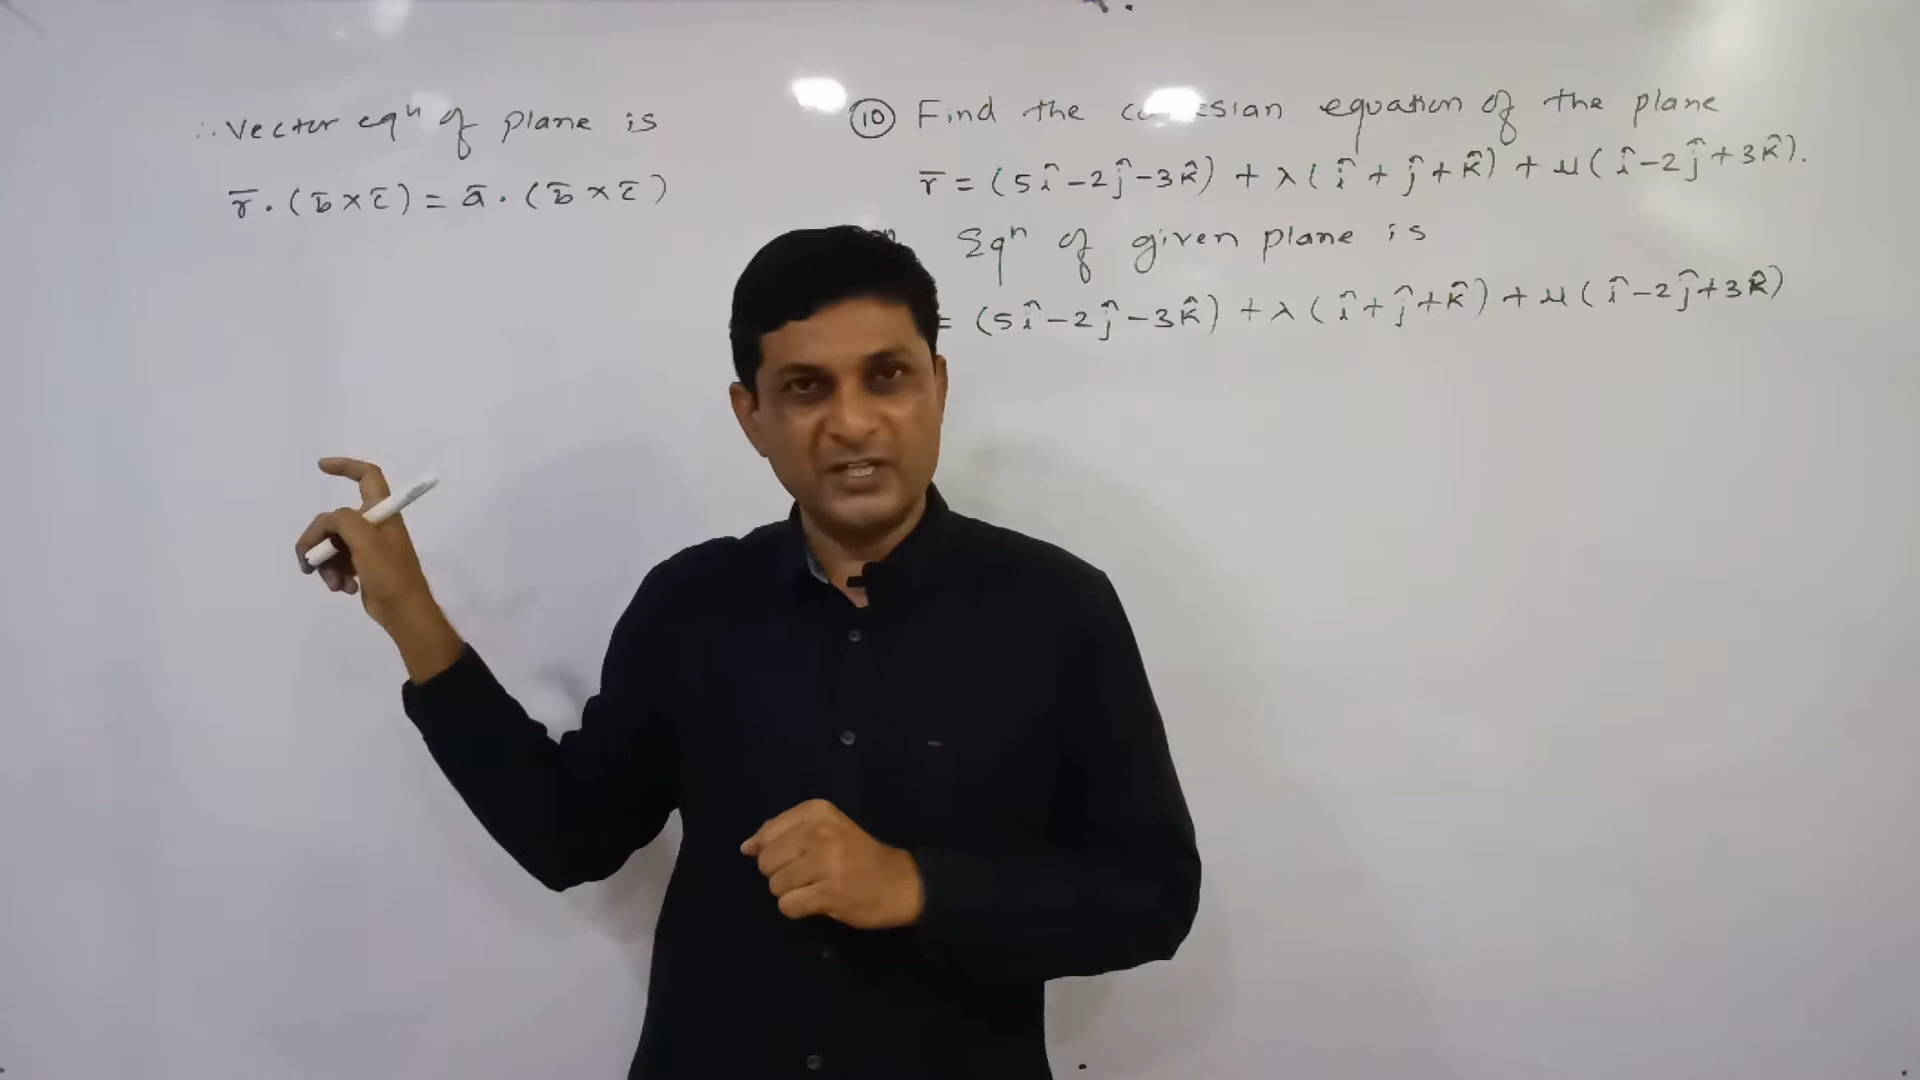 ∴ Vector eqⁿ of plane is
r̄ · (b̄ × c̄) = ā · (b̄ × c̄)
⑩ Find the equation of the plane
r̄ = (5î - 2ĵ - 3k̂) + λ(î + ĵ + k̂) + μ(î - 2ĵ + 3k̂).
Eqⁿ of given plane is
= (5î - 2ĵ - 3k̂) + λ(î + ĵ + k̂) + μ(î - 2ĵ + 3k̂)